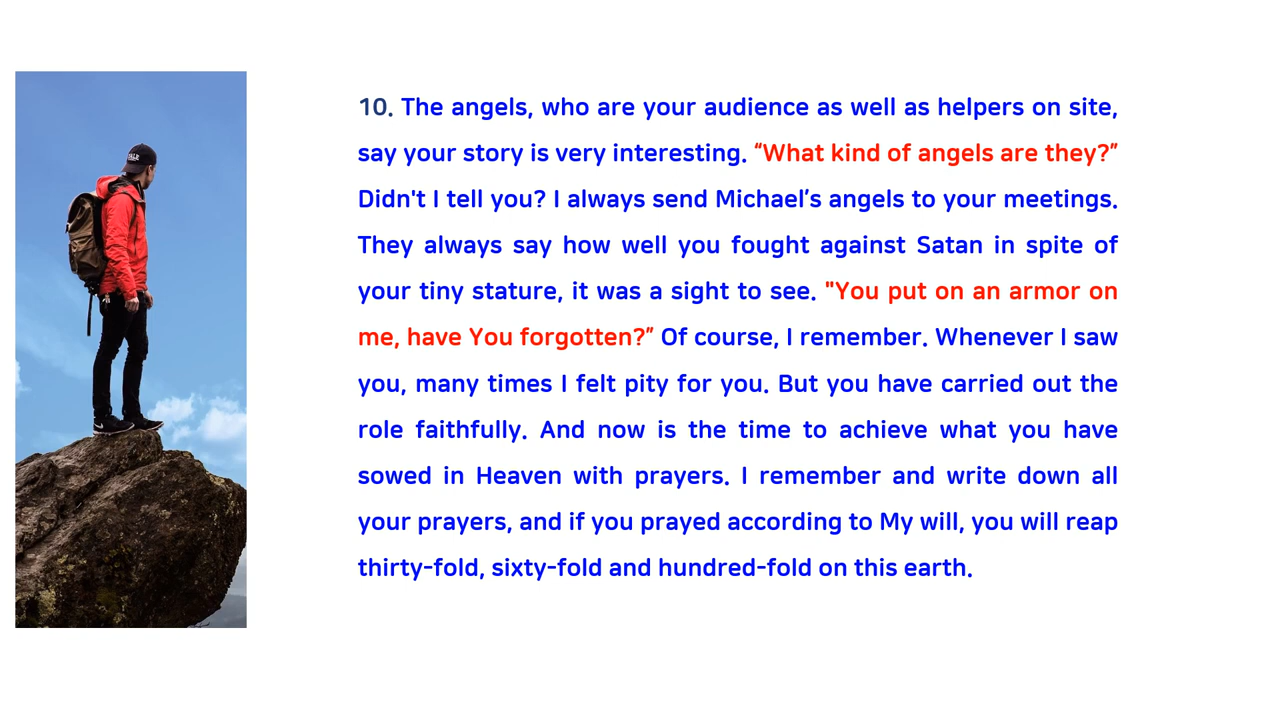 10. The angels, who are your audience as well as helpers on site,
say your story is very interesting. “What kind of angels are they?”
Didn't I tell you? I always send Michael’s angels to your meetings.
They always say how well you fought against Satan in spite of
your tiny stature, it was a sight to see. "You put on an armor on
me, have You forgotten?” Of course, I remember. Whenever I saw
you, many times I felt pity for you. But you have carried out the
role faithfully. And now is the time to achieve what you have
sowed in Heaven with prayers. I remember and write down all
your prayers, and if you prayed according to My will, you will reap
thirty-fold, sixty-fold and hundred-fold on this earth.